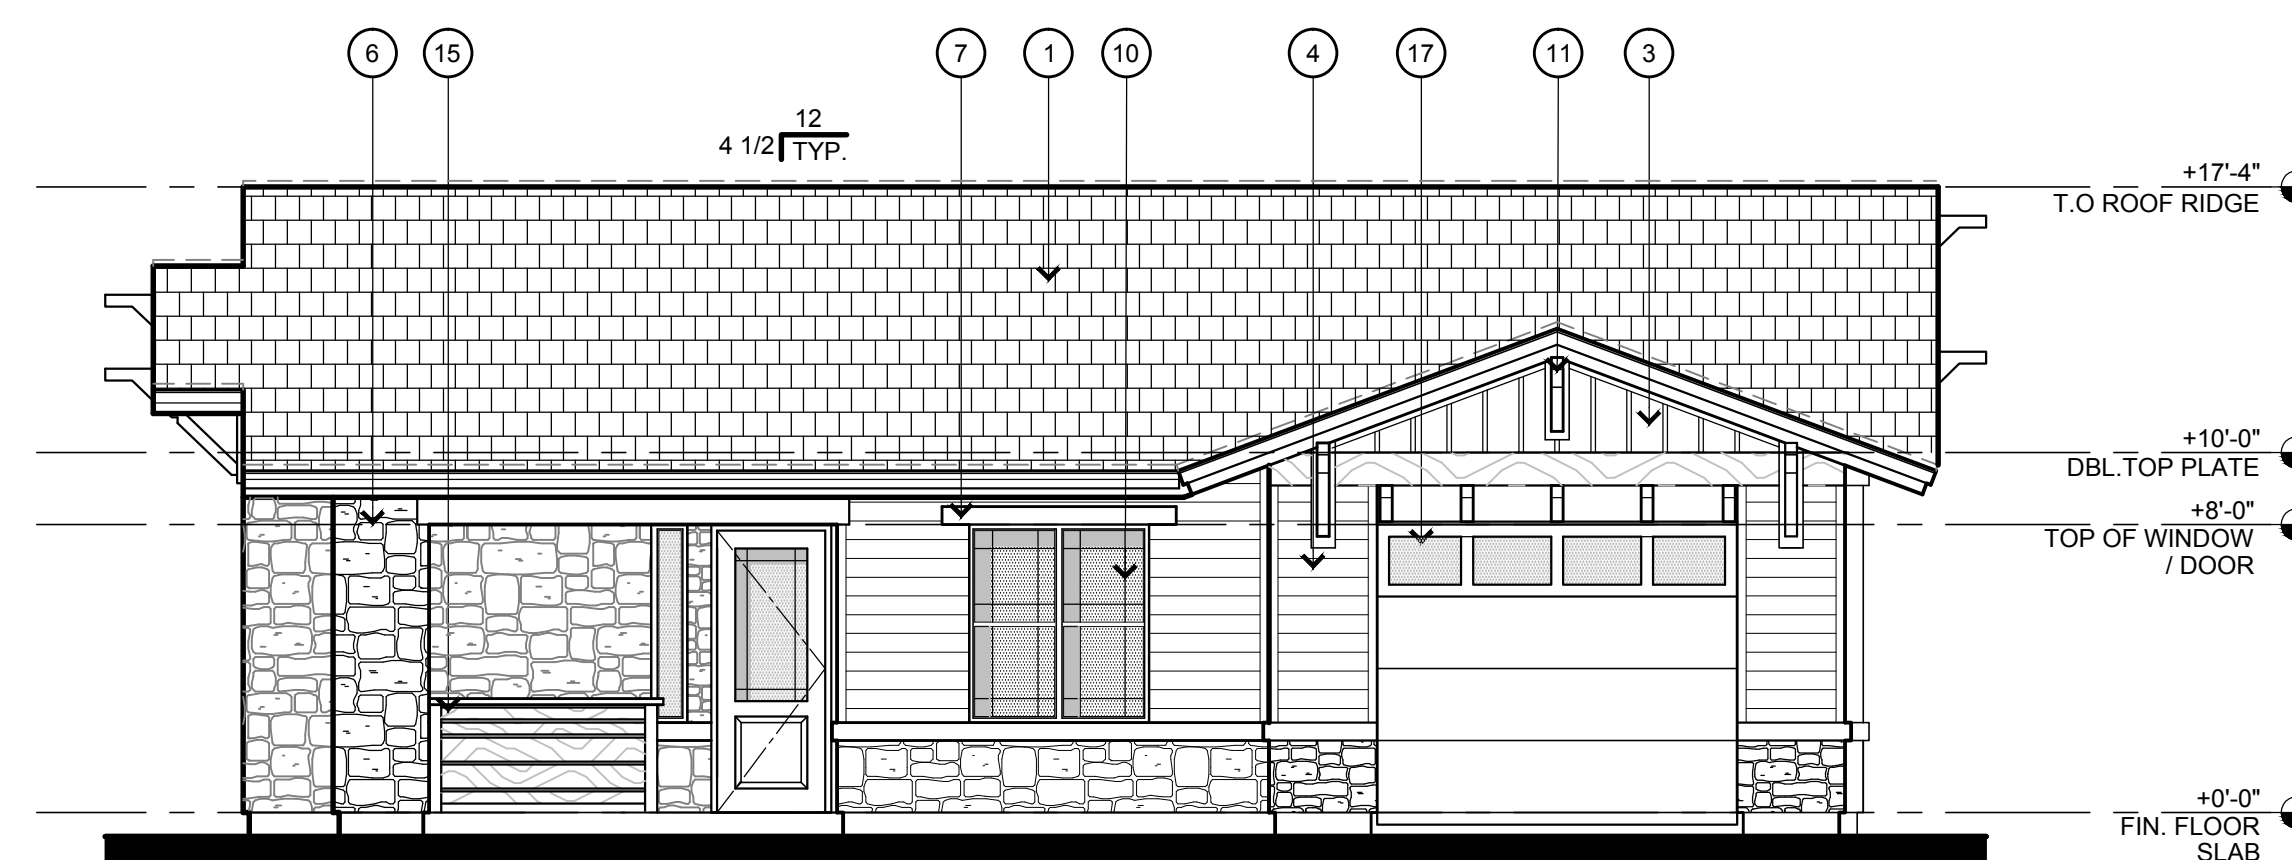 6 15 7 1 10 4 17 11 3
12
4 1/2 TYP.
+17'-4"
T.O ROOF RIDGE
+10'-0"
DBL.TOP PLATE
+8'-0"
TOP OF WINDOW
/ DOOR
+0'-0"
FIN. FLOOR
SLAB